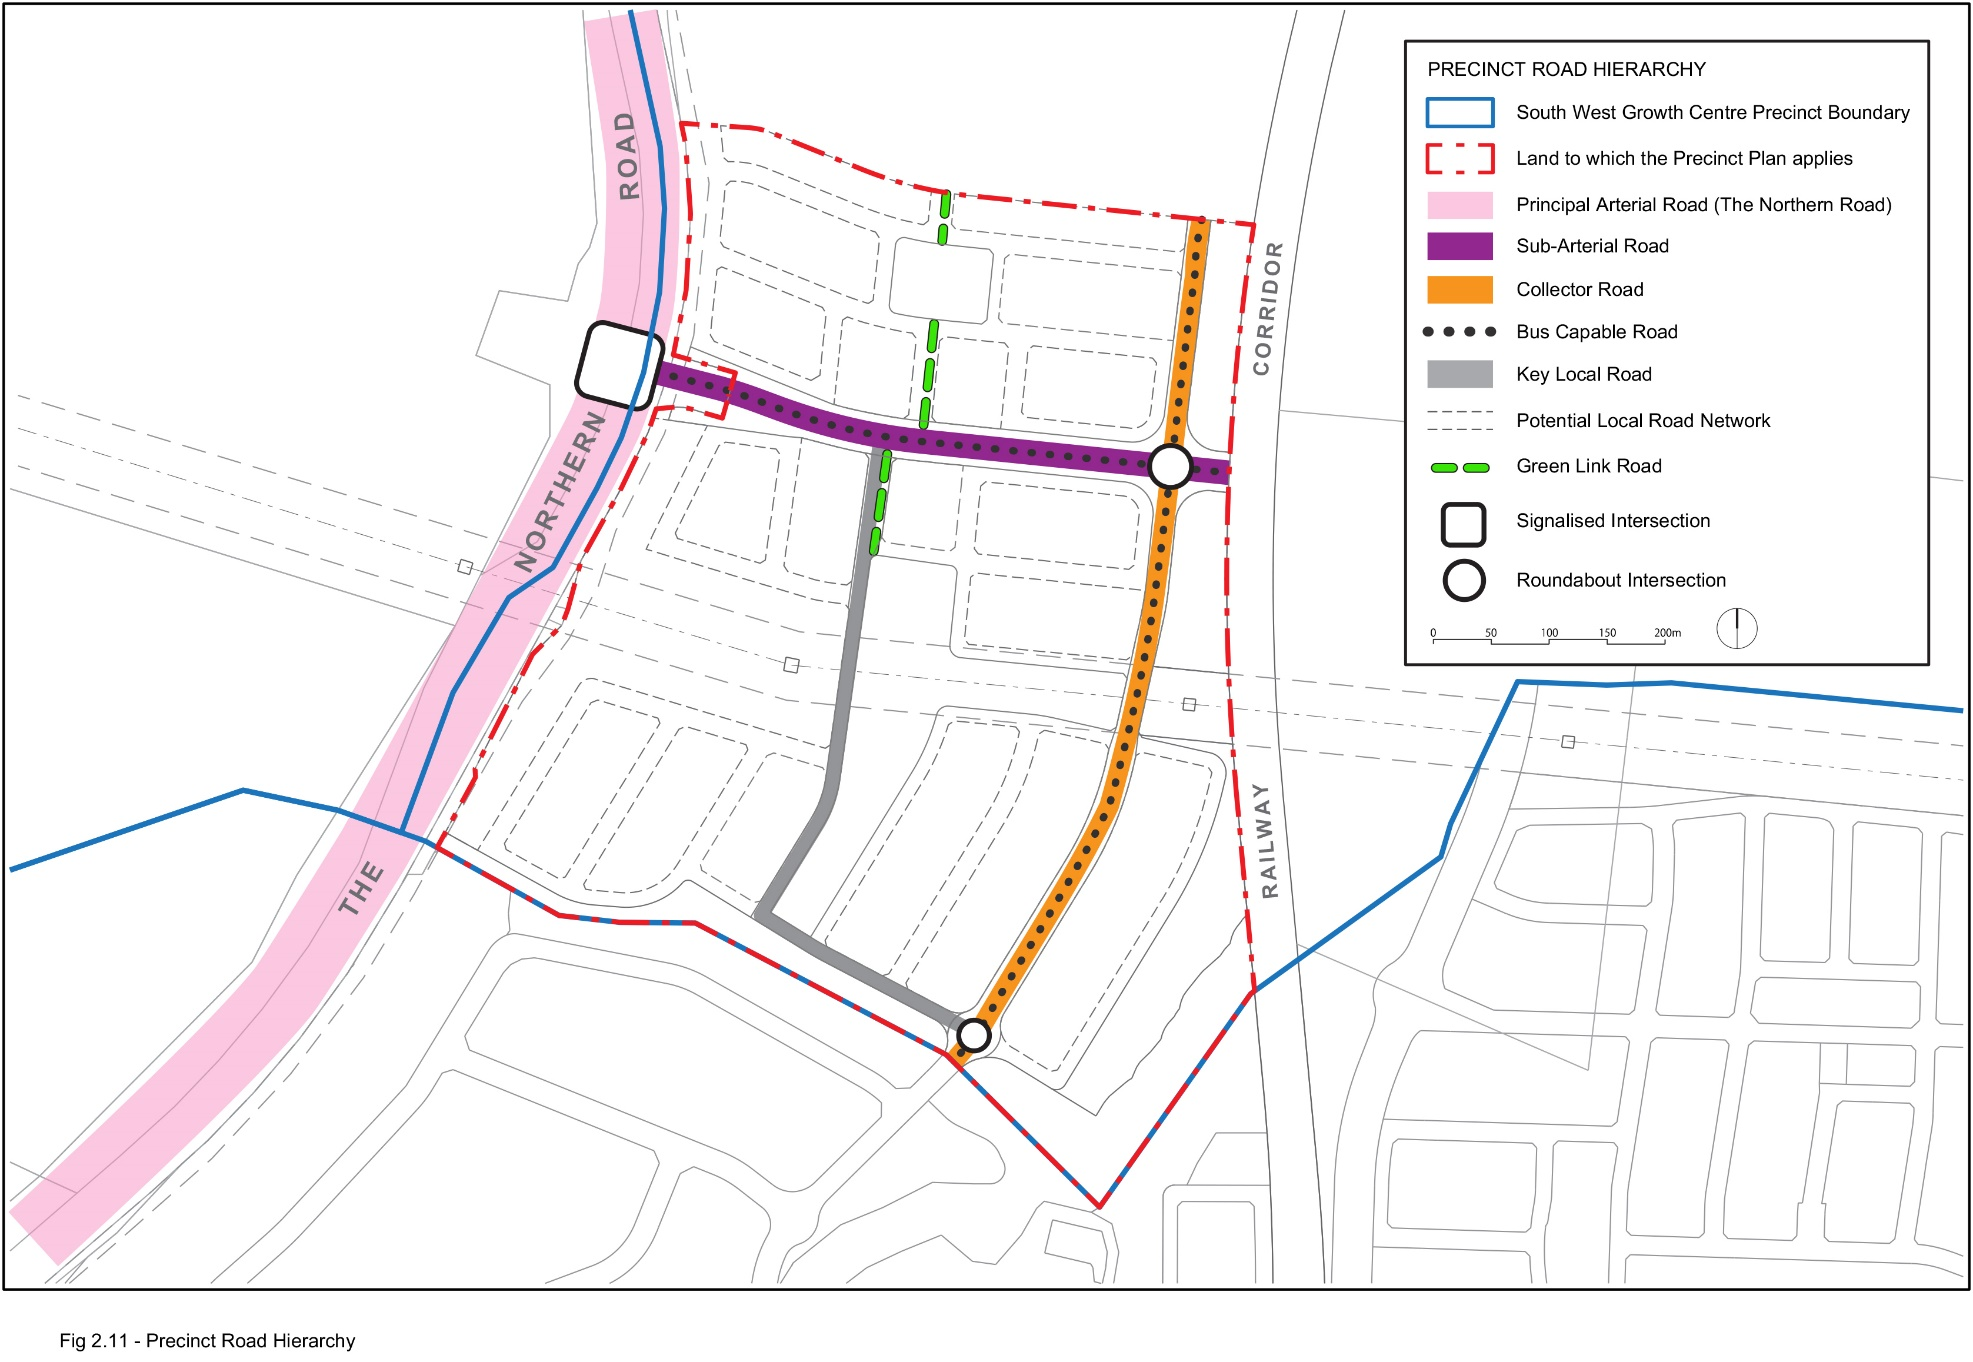 PRECINCT ROAD HIERARCHY
South West Growth Centre Precinct Boundary
Land to which the Precinct Plan applies
Principal Arterial Road (The Northern Road)
Sub-Arterial Road
Collector Road
Bus Capable Road
Key Local Road
Potential Local Road Network
Green Link Road
Signalised Intersection
Roundabout Intersection
0 50 100 150 200m
THE NORTHERN ROAD
RAILWAY CORRIDOR
Fig 2.11 - Precinct Road Hierarchy